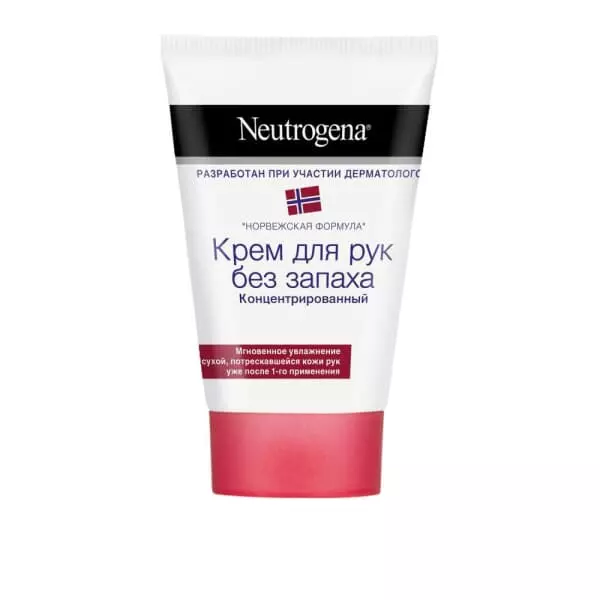 Neutrogena®
РАЗРАБОТАН ПРИ УЧАСТИИ ДЕРМАТОЛОГО
"НОРВЕЖСКАЯ ФОРМУЛА"
Крем для рук
без запаха
Концентрированный
Мгновенное увлажнение
сухой, потрескавшейся кожи рук
уже после 1-го применения